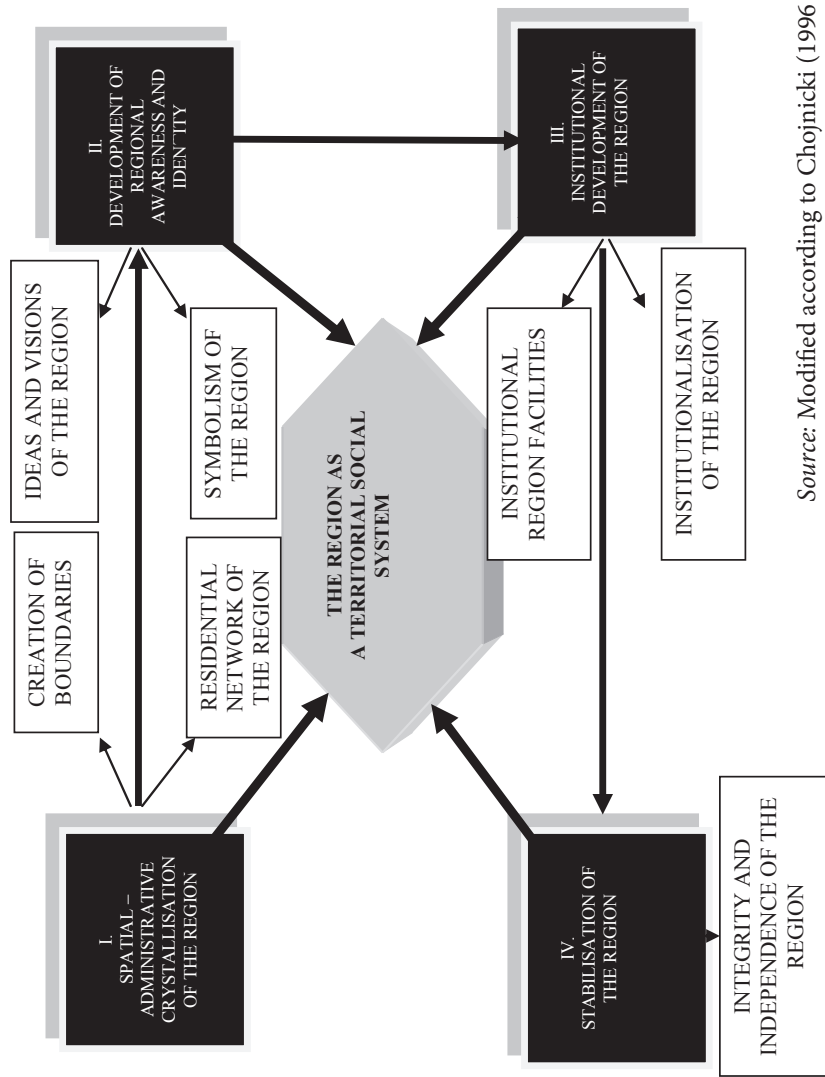 I.
SPATIAL –
ADMINISTRATIVE
CRYSTALLISATION
OF THE REGION
CREATION OF
BOUNDARIES
RESIDENTIAL
NETWORK OF
THE REGION
II.
DEVELOPMENT OF
REGIONAL
AWARENESS AND
IDENTITY
IDEAS AND VISIONS
OF THE REGION
SYMBOLISM OF
THE REGION
THE REGION AS
A TERRITORIAL SOCIAL
SYSTEM
III.
INSTITUTIONAL
DEVELOPMENT OF
THE REGION
INSTITUTIONAL
REGION FACILITIES
INSTITUTIONALISATION
OF THE REGION
IV.
STABILISATION OF
THE REGION
INTEGRITY AND
INDEPENDENCE OF THE
REGION
Source: Modified according to Chojnicki (1996